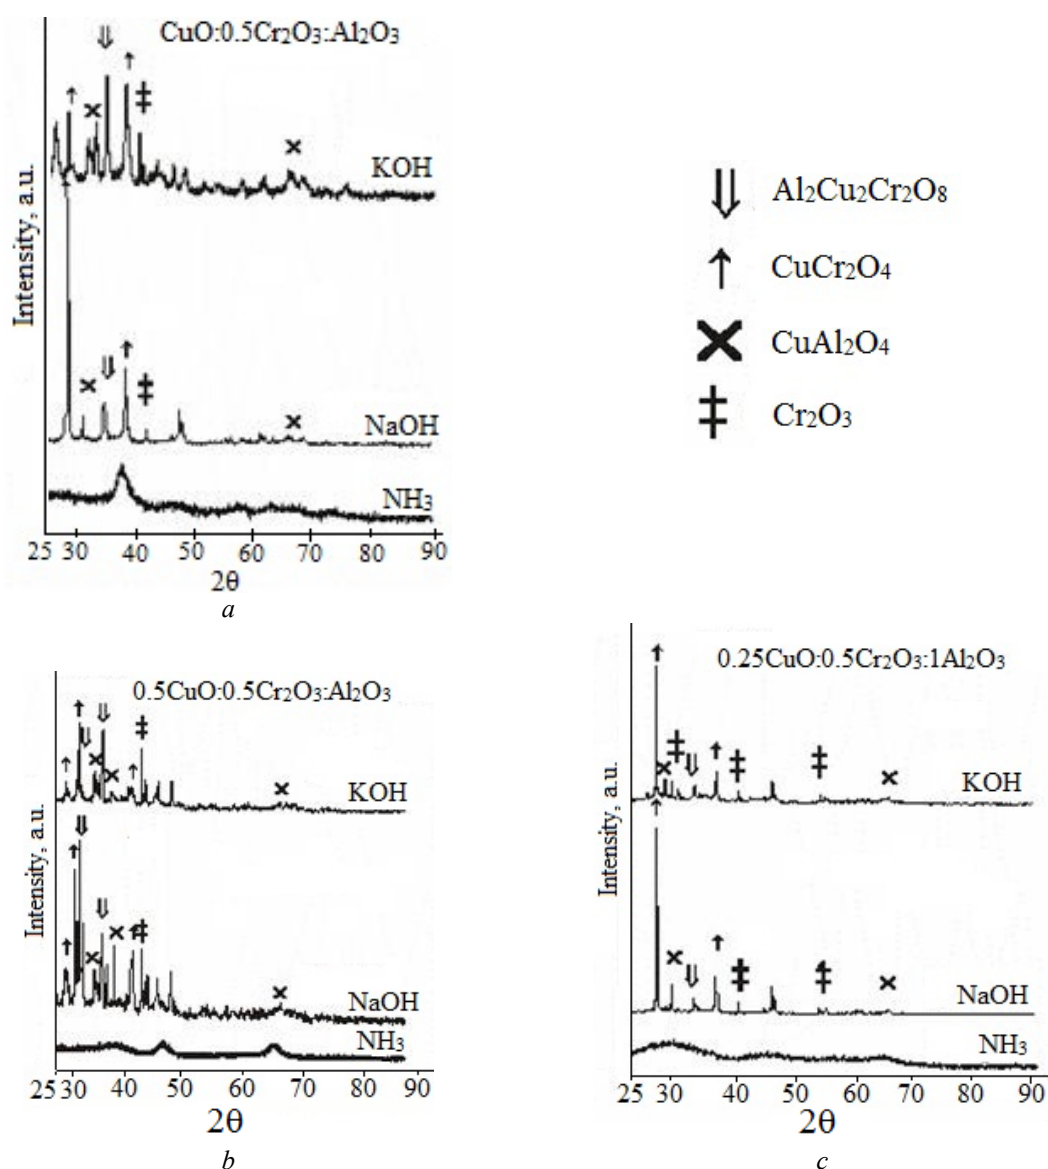 CuO:0.5Cr₂O₃:Al₂O₃
KOH
NaOH
NH₃
Intensity, a.u.
25 30 40 50 60 70 80 90
2θ
a
Al₂Cu₂Cr₂O₈
CuCr₂O₄
CuAl₂O₄
Cr₂O₃
0.5CuO:0.5Cr₂O₃:Al₂O₃
KOH
NaOH
NH₃
Intensity, a.u.
25 30 40 50 60 70 80 90
2θ
b
0.25CuO:0.5Cr₂O₃:1Al₂O₃
KOH
NaOH
NH₃
Intensity, a.u.
25 30 40 50 60 70 80 90
2θ
c